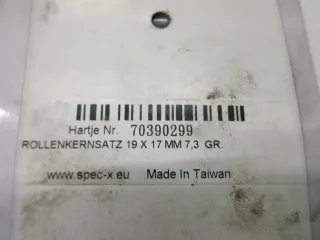 Hartje Nr. 70390299
ROLLENKERNSATZ 19 X 17 MM 7,3 GR.
www.spec-x.eu Made In Taiwan